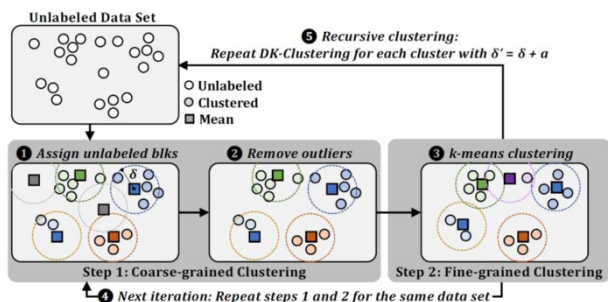 Unlabeled Data Set
❺ Recursive clustering:
Repeat DK-Clustering for each cluster with δ' = δ + a
Unlabeled
Clustered
Mean
❶ Assign unlabeled blks
❷ Remove outliers
❸ k-means clustering
δ
Step 1: Coarse-grained Clustering
Step 2: Fine-grained Clustering
❹ Next iteration: Repeat steps 1 and 2 for the same data set